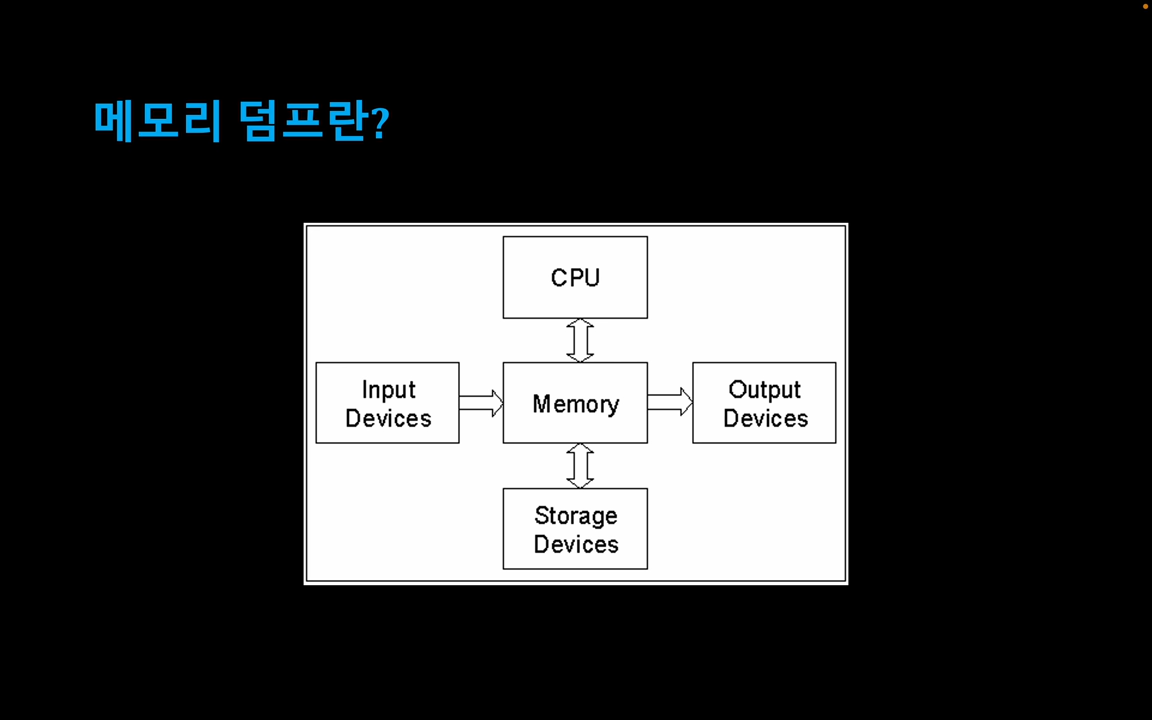 메모리 덤프란?
CPU
Input
Devices
Memory
Output
Devices
Storage
Devices